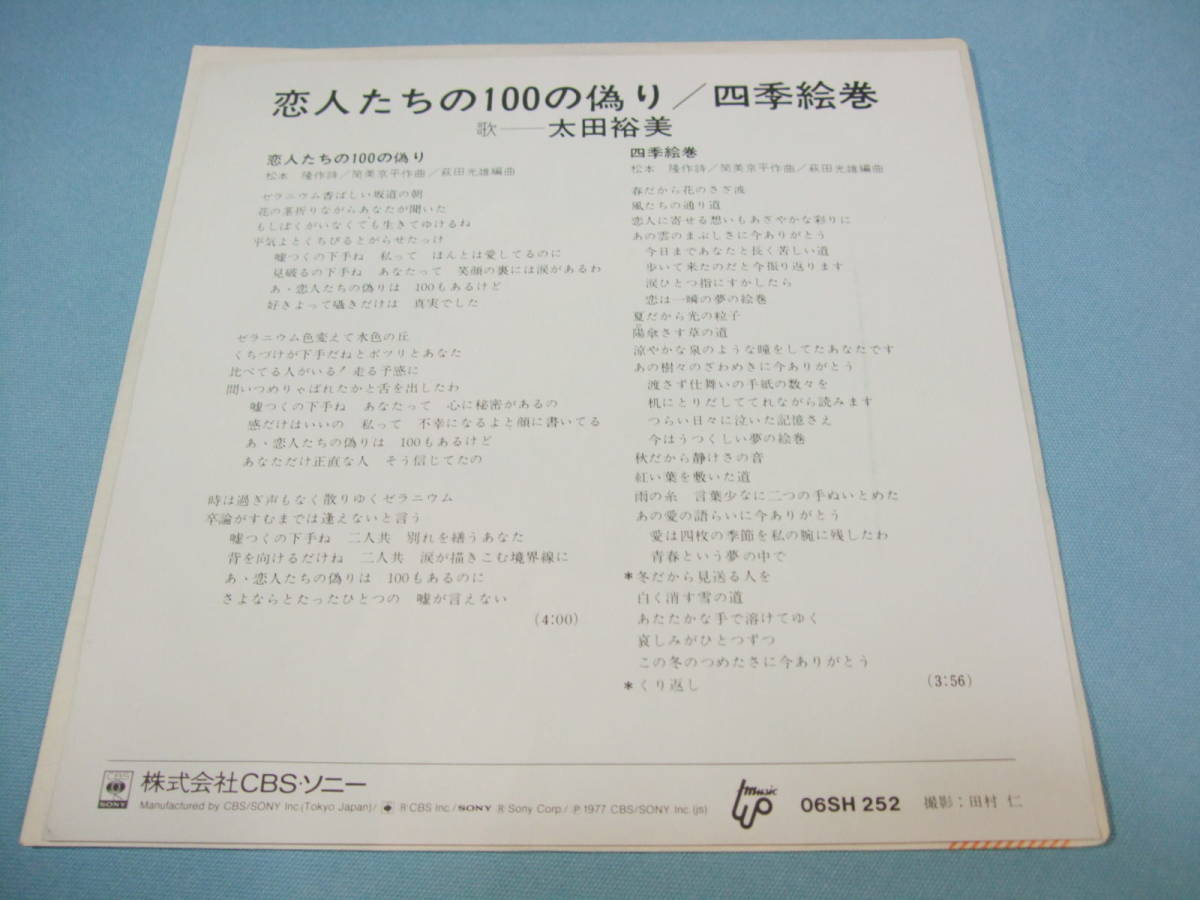 恋人たちの100の偽り／四季絵巻
歌──太田裕美
恋人たちの100の偽り
松本　隆作詩／筒美京平作曲／萩田光雄編曲
ゼラニウム香ばしい坂道の朝
花の茎折りながらあなたが聞いた
もしぼくがいなくても生きてゆけるね
平気よとくちびるとがらせたっけ
嘘つくの下手ね　私って　ほんとは愛してるのに
見破るの下手ね　あなたって　笑顔の裏には涙があるわ
あ・恋人たちの偽りは　100もあるけど
好きよって囁きだけは　真実でした
ゼラニウム色変えて水色の丘
くちづけが下手だねとポツリとあなた
比べてる人がいる！走る予感に
問いつめりゃばれたかと舌を出したわ
嘘つくの下手ね　あなたって　心に秘密があるの
感だけはいいの　私って　不幸になるよと顔に書いてる
あ・恋人たちの偽りは　100もあるけど
あなただけ正直な人　そう信じてたの
時は過ぎ声もなく散りゆくゼラニウム
卒論がすむまでは逢えないと言う
嘘つくの下手ね　二人共　別れを繕うあなた
背を向けるだけね　二人共　涙が描きこむ境界線に
あ・恋人たちの偽りは　100もあるのに
さよならとたったひとつの　嘘が言えない
(4:00)
四季絵巻
松本　隆作詩／筒美京平作曲／萩田光雄編曲
春だから花のさざ波
風たちの通り道
恋人に寄せる想いもあざやかな彩りに
あの雲のまぶしさに今ありがとう
今日まであなたと長く苦しい道
歩いて来たのだと今振り返ります
涙ひとつ指にすかしたら
恋は一瞬の夢の絵巻
夏だから光の粒子
陽傘さす草の道
涼やかな泉のような瞳をしてたあなたです
あの樹々のざわめきに今ありがとう
渡さず仕舞いの手紙の数々を
机にとりだしててれながら読みます
つらい日々に泣いた記憶さえ
今はうつくしい夢の絵巻
秋だから静けさの音
紅い葉を敷いた道
雨の糸　言葉少なに二つの手ぬいとめた
あの愛の語らいに今ありがとう
愛は四枚の季節を私の腕に残したわ
青春という夢の中で
＊冬だから見送る人を
白く消す雪の道
あたたかな手で溶けてゆく
哀しみがひとつずつ
この冬のつめたさに今ありがとう
＊くり返し
(3:56)
SONY
株式会社CBS・ソニー
Manufactured by CBS/SONY Inc.(Tokyo Japan)/ ® CBS Inc./SONY ® Sony Corp./ ℗ 1977 CBS/SONY Inc.(js)
music up
06SH 252
撮影：田村　仁